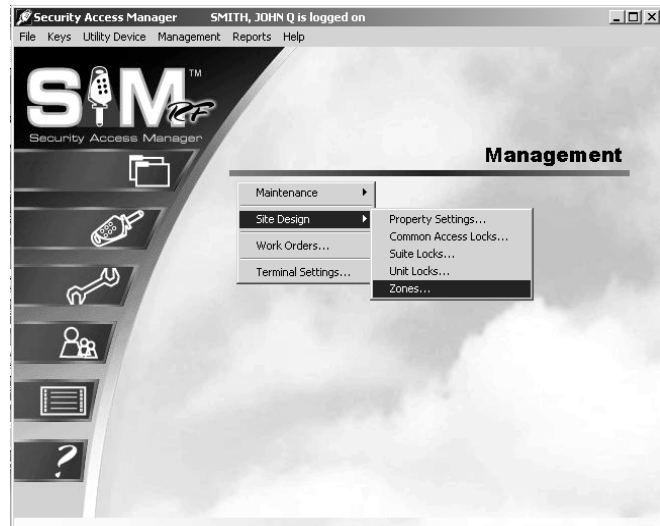 Security Access Manager SMITH, JOHN Q is logged on
File Keys Utility Device Management Reports Help
SAM TM
RF
Security Access Manager
Management
Maintenance
Site Design
Work Orders...
Terminal Settings...
Property Settings...
Common Access Locks...
Suite Locks...
Unit Locks...
Zones...
?